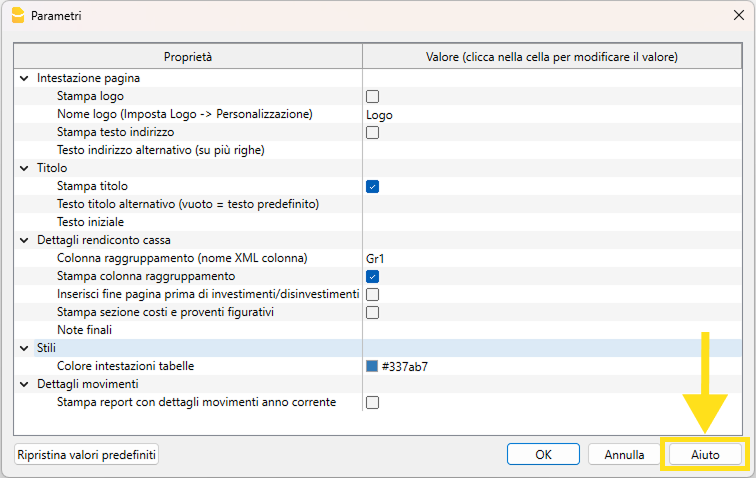 Parametri
Proprietà Valore (clicca nella cella per modificare il valore)
Intestazione pagina
Stampa logo
Nome logo (Imposta Logo -> Personalizzazione) Logo
Stampa testo indirizzo
Testo indirizzo alternativo (su più righe)
Titolo
Stampa titolo
Testo titolo alternativo (vuoto = testo predefinito)
Testo iniziale
Dettagli rendiconto cassa
Colonna raggruppamento (nome XML colonna) Gr1
Stampa colonna raggruppamento
Inserisci fine pagina prima di investimenti/disinvestimenti
Stampa sezione costi e proventi figurativi
Note finali
Stili
Colore intestazioni tabelle #337ab7
Dettagli movimenti
Stampa report con dettagli movimenti anno corrente
Ripristina valori predefiniti OK Annulla Aiuto